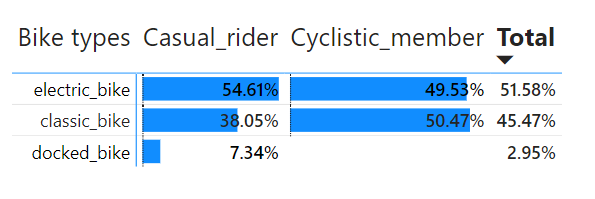 Bike types Casual_rider Cyclistic_member Total
electric_bike 54.61% 49.53% 51.58%
classic_bike 38.05% 50.47% 45.47%
docked_bike 7.34% 2.95%